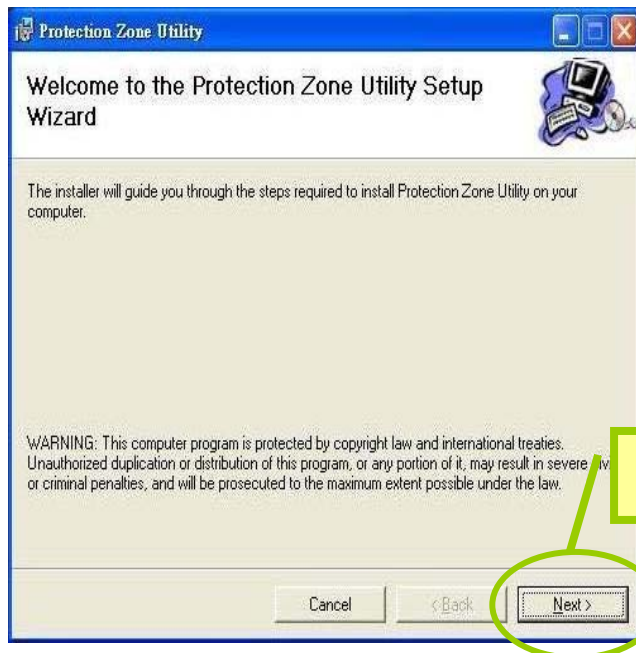 Protection Zone Utility
Welcome to the Protection Zone Utility Setup
Wizard
The installer will guide you through the steps required to install Protection Zone Utility on your
computer.
WARNING: This computer program is protected by copyright law and international treaties.
Unauthorized duplication or distribution of this program, or any portion of it, may result in severe
or criminal penalties, and will be prosecuted to the maximum extent possible under the law.
Cancel
< Back
Next >